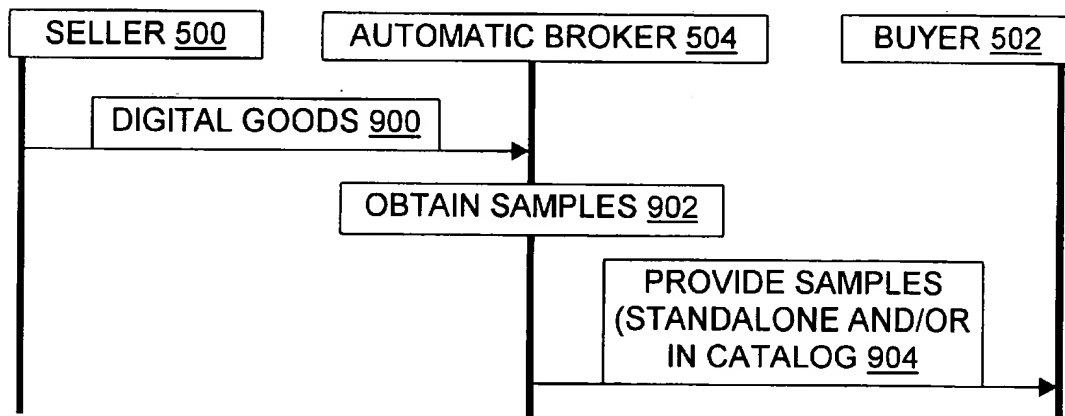 SELLER 500
AUTOMATIC BROKER 504
BUYER 502
DIGITAL GOODS 900
OBTAIN SAMPLES 902
PROVIDE SAMPLES
(STANDALONE AND/OR
IN CATALOG 904